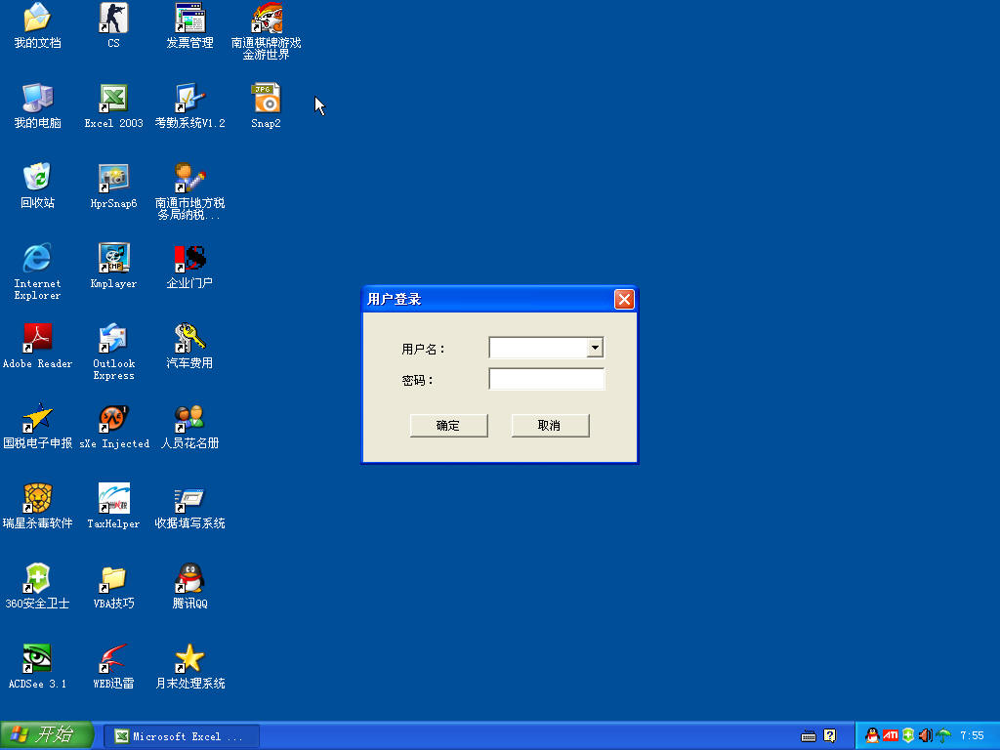 我的文档
CS
发票管理
南通棋牌游戏
金游世界
我的电脑
Excel 2003
考勤系统V1.2
JPG
Snap2
回收站
HprSnap6
南通市地方税
务局纳税...
Internet
Explorer
KMP
Kmplayer
企业门户
Adobe Reader
Outlook
Express
汽车费用
国税电子申报
sXe Injected
人员花名册
瑞星杀毒软件
TaxHelper
收据填写系统
360安全卫士
VBA技巧
腾讯QQ
ACDSee 3.1
WEB迅雷
月末处理系统
用户登录
用户名：
密码：
确定
取消
开始
Microsoft Excel ...
ATI
7:55